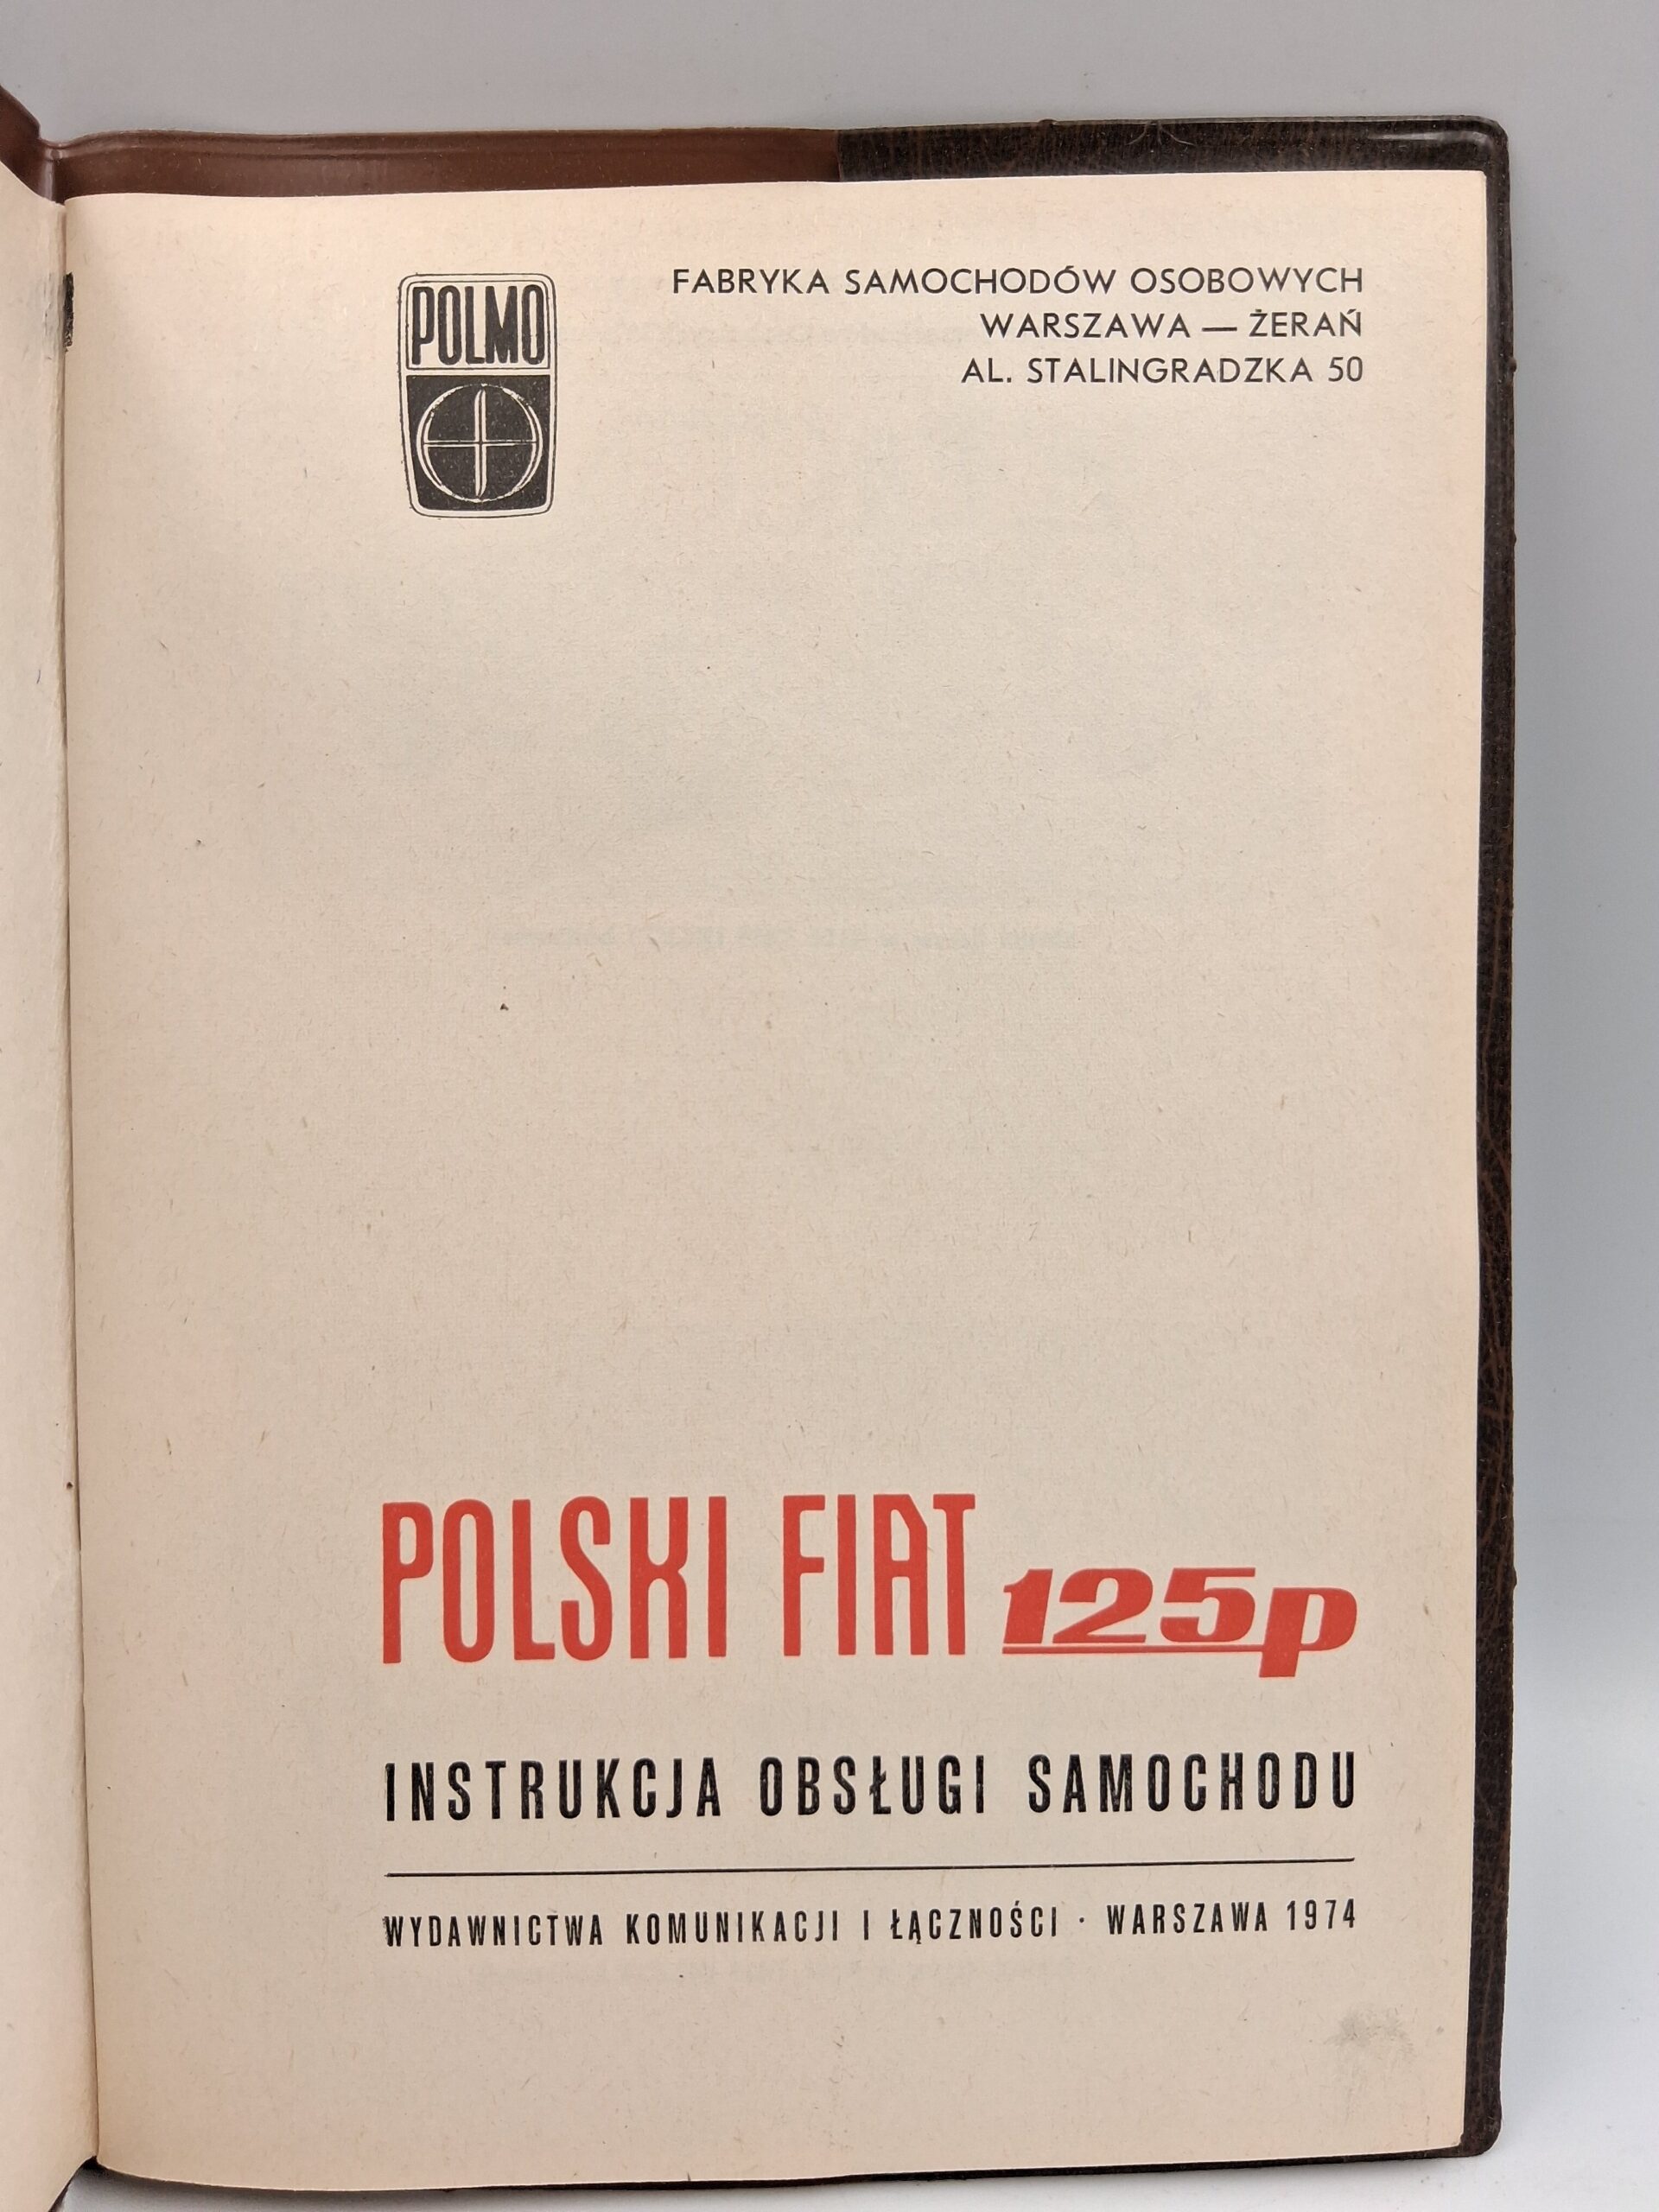 POLMO
FABRYKA SAMOCHODÓW OSOBOWYCH
WARSZAWA — ŻERAŃ
AL. STALINGRADZKA 50
POLSKI FIAT 125p
INSTRUKCJA OBSŁUGI SAMOCHODU
WYDAWNICTWA KOMUNIKACJI I ŁĄCZNOŚCI · WARSZAWA 1974